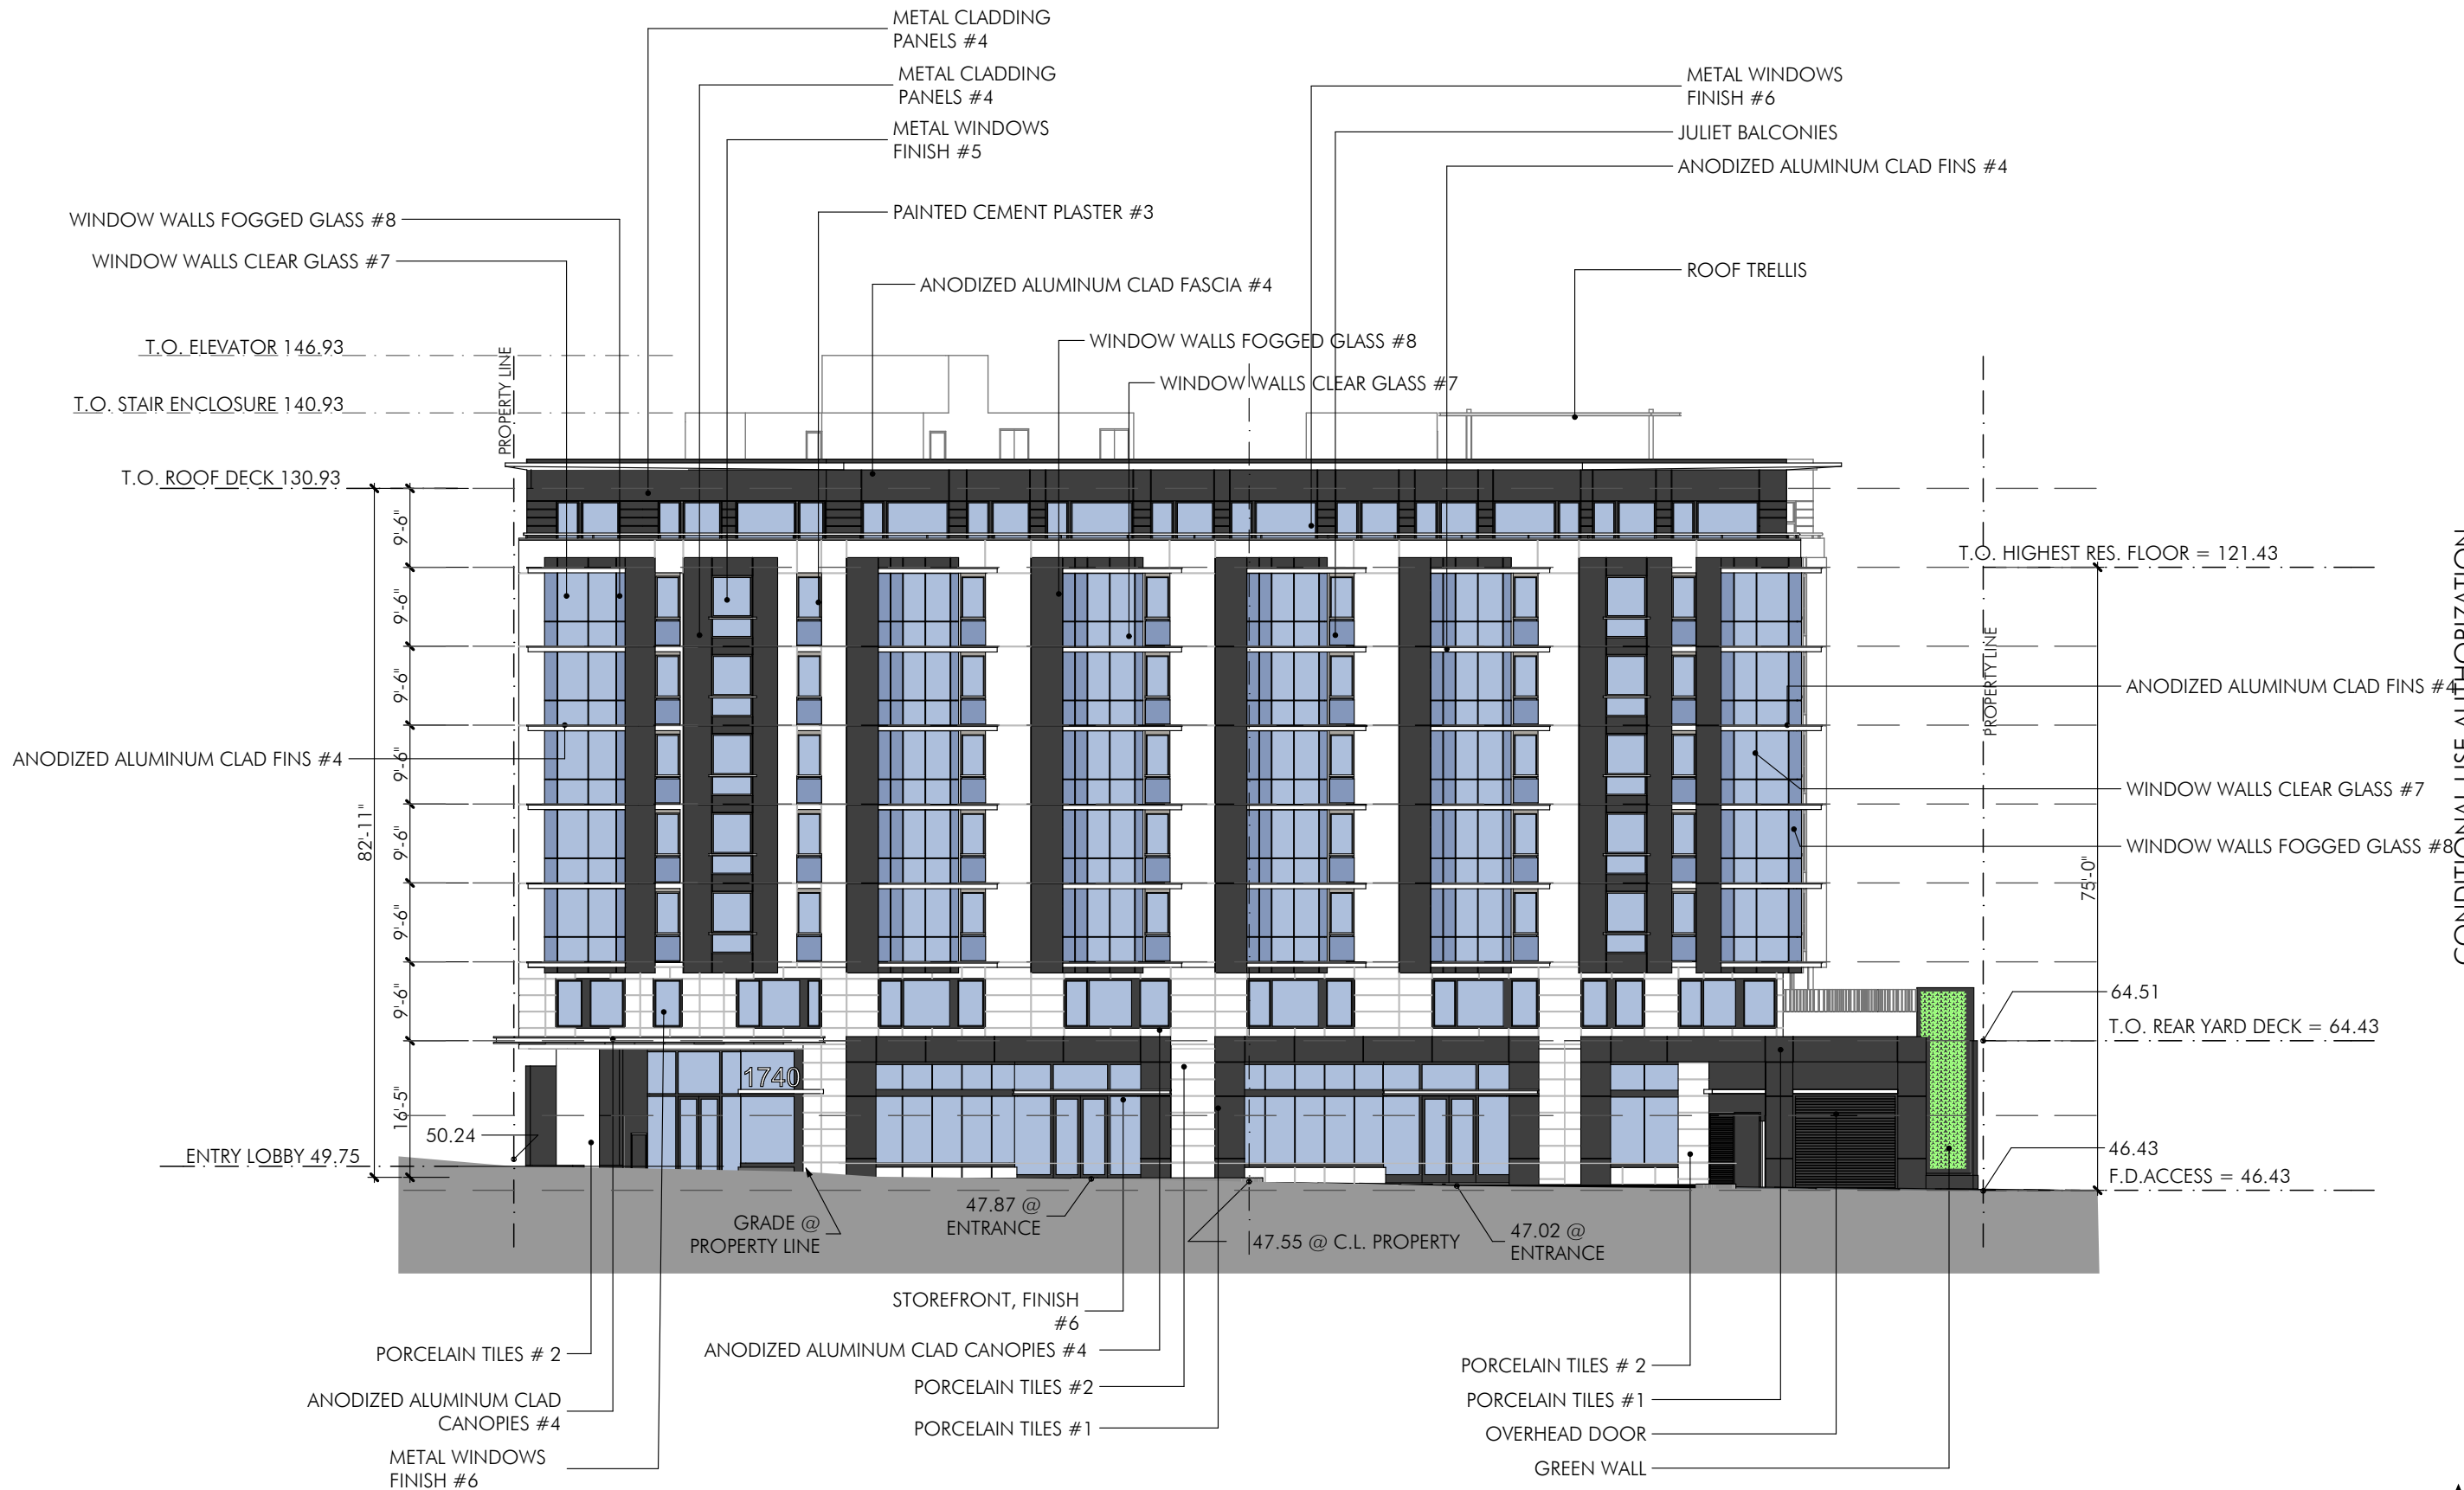 METAL CLADDING
PANELS #4
METAL CLADDING
PANELS #4
METAL WINDOWS
FINISH #5
PAINTED CEMENT PLASTER #3
ANODIZED ALUMINUM CLAD FASCIA #4
WINDOW WALLS FOGGED GLASS #8
WINDOW WALLS CLEAR GLASS #7
METAL WINDOWS
FINISH #6
JULIET BALCONIES
ANODIZED ALUMINUM CLAD FINS #4
ROOF TRELLIS
WINDOW WALLS FOGGED GLASS #8
WINDOW WALLS CLEAR GLASS #7
T.O. ELEVATOR 146.93
T.O. STAIR ENCLOSURE 140.93
T.O. ROOF DECK 130.93
PROPERTY LINE
9'-6"
9'-6"
9'-6"
9'-6"
9'-6"
9'-6"
9'-6"
16'-5"
82'-11"
ANODIZED ALUMINUM CLAD FINS #4
50.24
ENTRY LOBBY 49.75
1740
T.O. HIGHEST RES. FLOOR = 121.43
PROPERTY LINE
ANODIZED ALUMINUM CLAD FINS #4
WINDOW WALLS CLEAR GLASS #7
WINDOW WALLS FOGGED GLASS #8
75'-0"
64.51
T.O. REAR YARD DECK = 64.43
46.43
F.D.ACCESS = 46.43
CONDITIONAL USE AUTHORIZATION
GRADE @
PROPERTY LINE
47.87 @
ENTRANCE
47.55 @ C.L. PROPERTY
47.02 @
ENTRANCE
STOREFRONT, FINISH
#6
ANODIZED ALUMINUM CLAD CANOPIES #4
PORCELAIN TILES #2
PORCELAIN TILES #1
PORCELAIN TILES # 2
ANODIZED ALUMINUM CLAD
CANOPIES #4
METAL WINDOWS
FINISH #6
PORCELAIN TILES # 2
PORCELAIN TILES #1
OVERHEAD DOOR
GREEN WALL